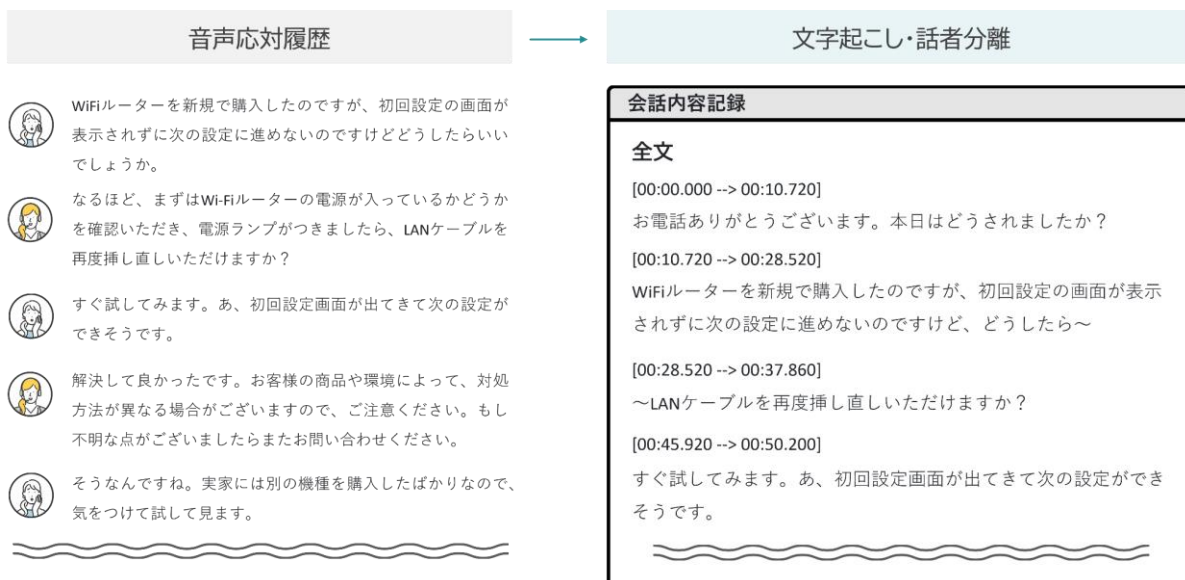 音声応対履歴
WiFiルーターを新規で購入したのですが、初回設定の画面が
表示されずに次の設定に進めないのですけどどうしたらいい
でしょうか。
なるほど、まずはWi-Fiルーターの電源が入っているかどうか
を確認いただき、電源ランプがつきましたら、LANケーブルを
再度挿し直しいただけますか？
すぐ試してみます。あ、初回設定画面が出てきて次の設定が
できそうです。
解決して良かったです。お客様の商品や環境によって、対処
方法が異なる場合がございますので、ご注意ください。もし
不明な点がございましたらまたお問い合わせください。
そうなんですね。実家には別の機種を購入したばかりなので、
気をつけて試して見ます。
文字起こし・話者分離
会話内容記録
全文
[00:00.000 --> 00:10.720]
お電話ありがとうございます。本日はどうされましたか？
[00:10.720 --> 00:28.520]
WiFiルーターを新規で購入したのですが、初回設定の画面が表示
されずに次の設定に進めないのですけど、どうしたら～
[00:28.520 --> 00:37.860]
～LANケーブルを再度挿し直しいただけますか？
[00:45.920 --> 00:50.200]
すぐ試してみます。あ、初回設定画面が出てきて次の設定ができ
そうです。